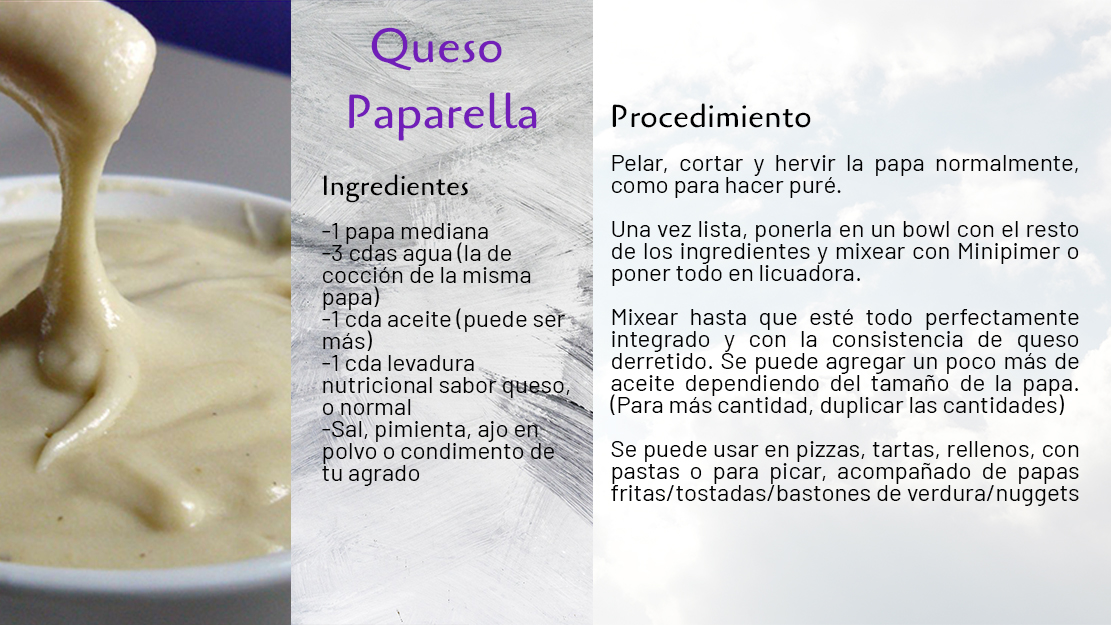 Queso
Paparella
Ingredientes
-1 papa mediana
-3 cdas agua (la de
cocción de la misma
papa)
-1 cda aceite (puede ser
más)
-1 cda levadura
nutricional sabor queso,
o normal
-Sal, pimienta, ajo en
polvo o condimento de
tu agrado
Procedimiento
Pelar, cortar y hervir la papa normalmente,
como para hacer puré.
Una vez lista, ponerla en un bowl con el resto
de los ingredientes y mixear con Minipimer o
poner todo en licuadora.
Mixear hasta que esté todo perfectamente
integrado y con la consistencia de queso
derretido. Se puede agregar un poco más de
aceite dependiendo del tamaño de la papa.
(Para más cantidad, duplicar las cantidades)
Se puede usar en pizzas, tartas, rellenos, con
pastas o para picar, acompañado de papas
fritas/tostadas/bastones de verdura/nuggets